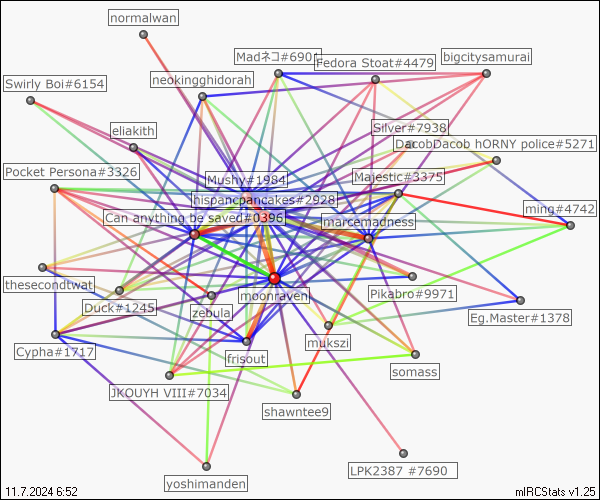 normalwan
Madネコ#6901
Fedora Stoat#4479
bigcitysamurai
neokingghidorah
Swirly Boi#6154
eliakith
Silver#7938
DacobDacob hORNY police#5271
Pocket Persona#3326
Mushy#1984
Majestic#3375
hispancpancakes#2928
ming#4742
Can anything be saved#0396
marcemadness
thesecondtwat
moonraven
Pikabro#9971
Duck#1245
zebula
Eg.Master#1378
mukszi
Cypha#1717
frisout
somass
JKOUYH VIII#7034
shawntee9
LPK2387 #7690
yoshimanden
11.7.2024 6:52
mIRCStats v1.25